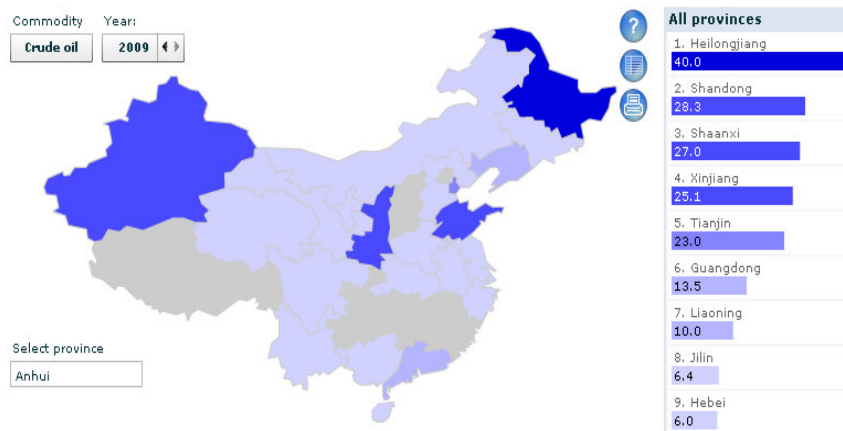 Commodity Year:
Crude oil 2009
?
All provinces
1. Heilongjiang
40.0
2. Shandong
28.3
3. Shaanxi
27.0
4. Xinjiang
25.1
5. Tianjin
23.0
6. Guangdong
13.5
7. Liaoning
10.0
8. Jilin
6.4
9. Hebei
6.0
Select province
Anhui